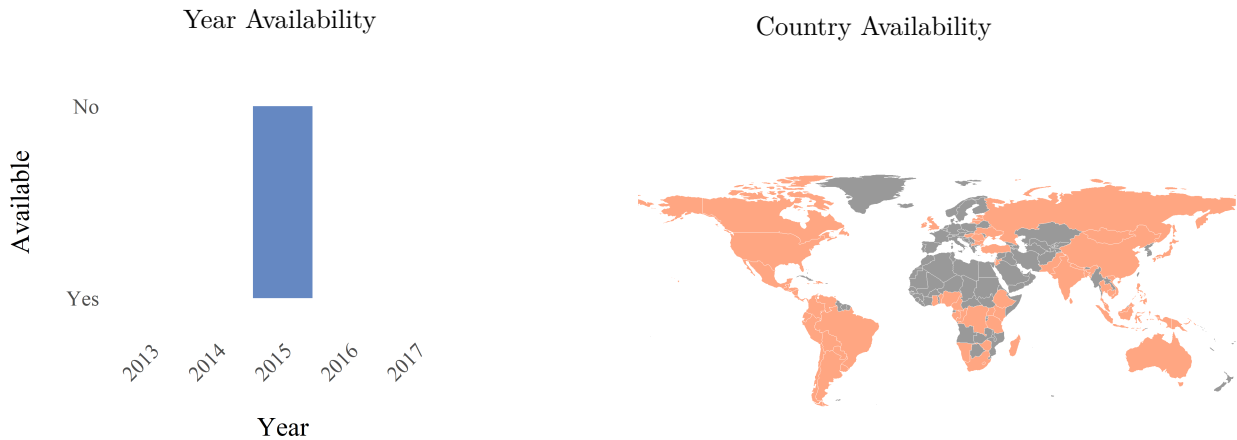 Year Availability
Available
No
Yes
2013
2014
2015
2016
2017
Year
Country Availability